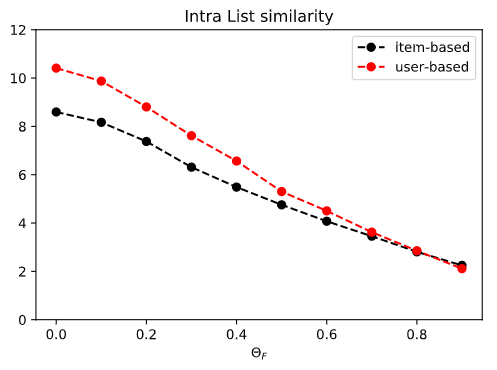 Intra List similarity
item-based
user-based
12
10
8
6
4
2
0
0.0 0.2 0.4 0.6 0.8
Θ_F